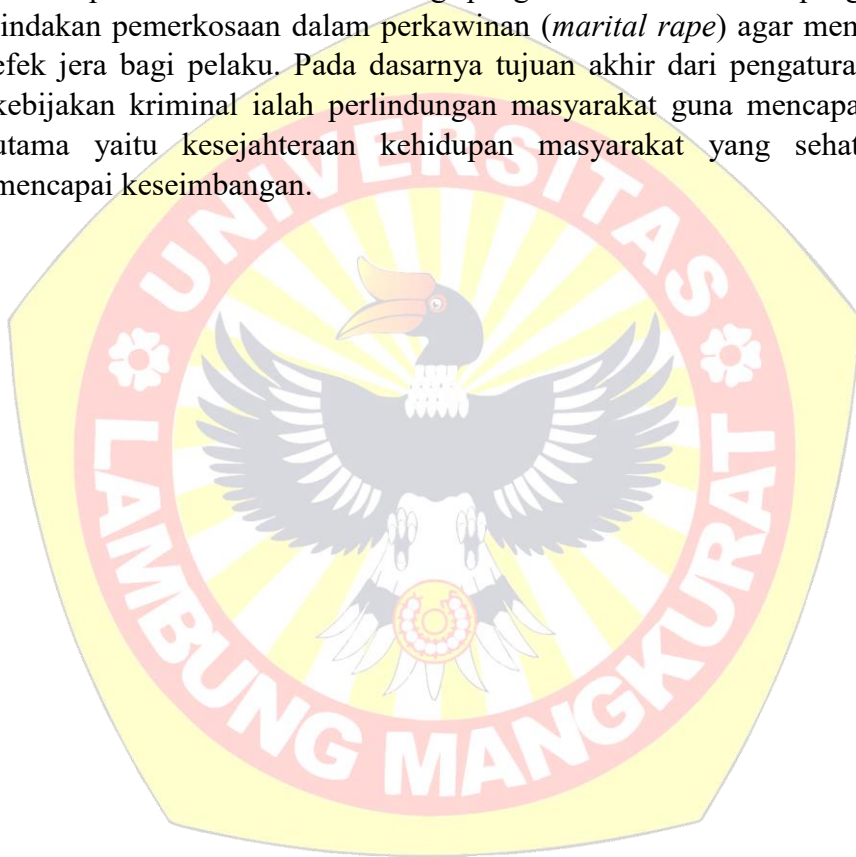 tindakan pemerkosaan dalam perkawinan (marital rape) agar men
efek jera bagi pelaku. Pada dasarnya tujuan akhir dari pengatura
kebijakan kriminal ialah perlindungan masyarakat guna mencapa
utama yaitu kesejahteraan kehidupan masyarakat yang sehat
mencapai keseimbangan.
UNIVERSITAS
LAMBUNG MANGKURAT